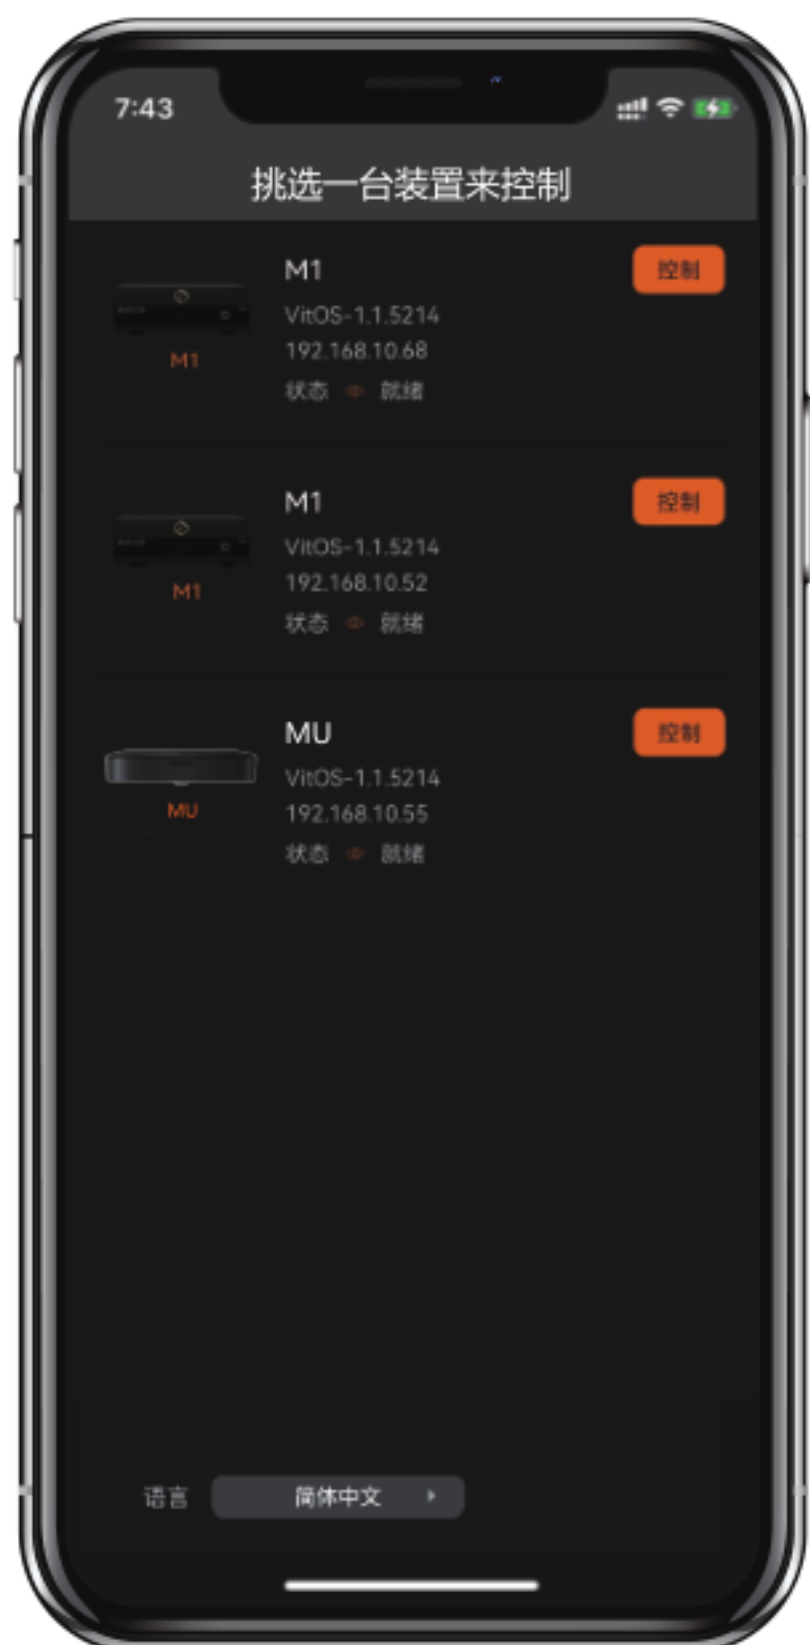 7:43
挑选一台装置来控制
M1
控制
VitOS-1.1.5214
192.168.10.68
M1
状态 就绪
M1
控制
VitOS-1.1.5214
192.168.10.52
M1
状态 就绪
MU
控制
VitOS-1.1.5214
192.168.10.55
MU
状态 就绪
语言 简体中文